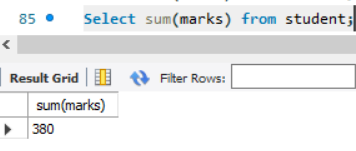 85 Select sum(marks) from student;
Result Grid Filter Rows:
sum(marks)
380